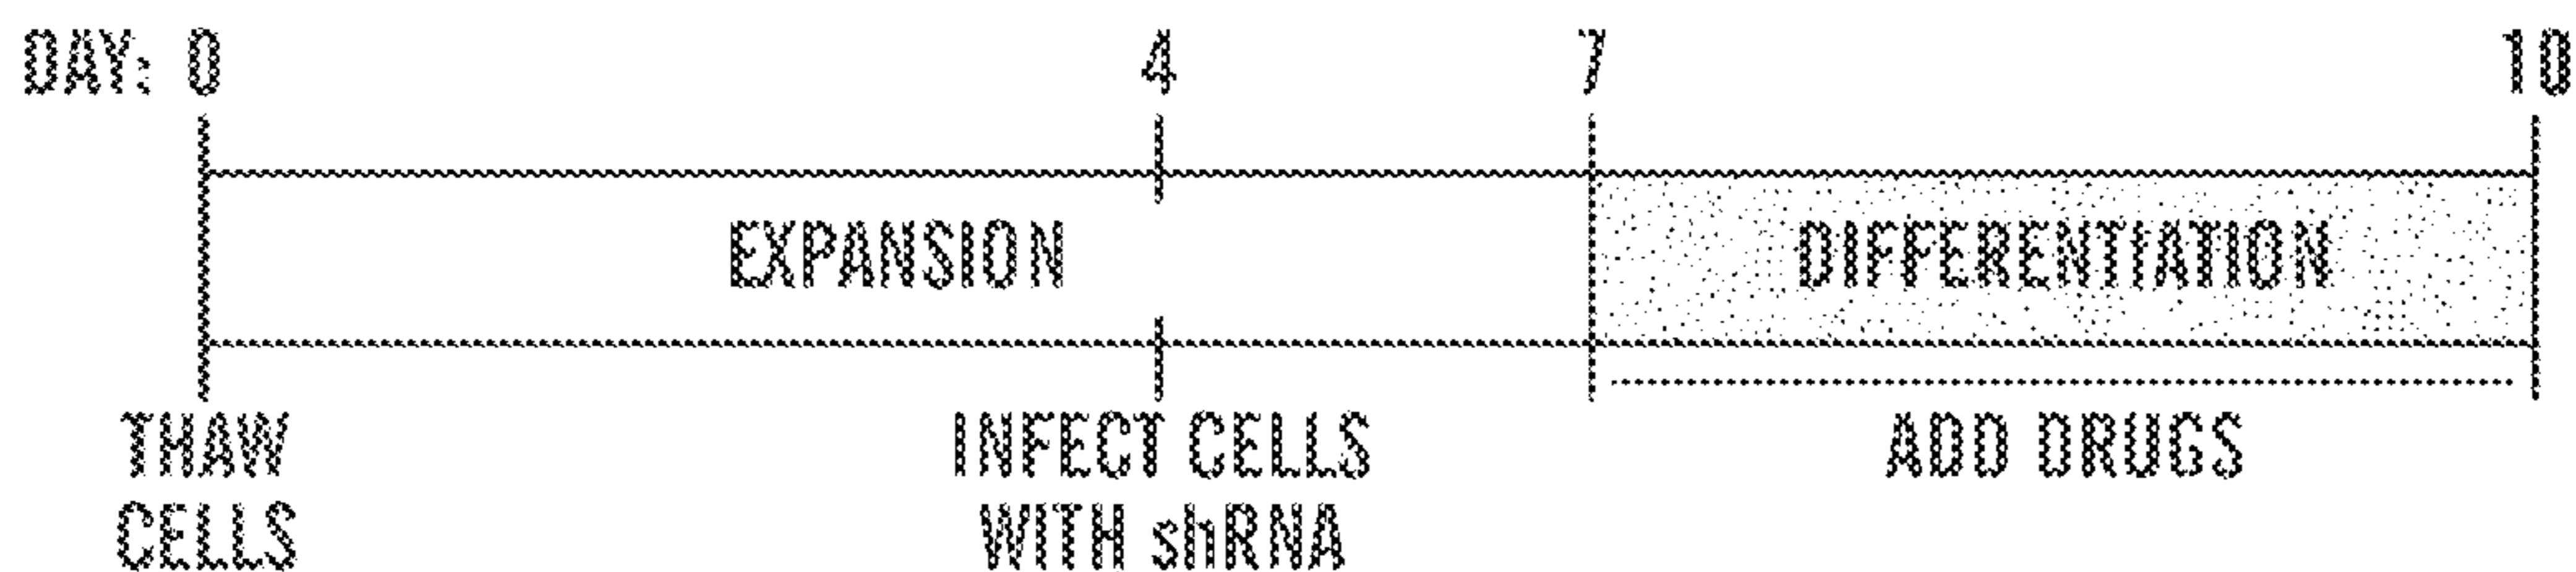 DAY: 0 4 7 10
EXPANSION DIFFERENTIATION
THAW CELLS INFECT CELLS WITH shRNA ADD DRUGS